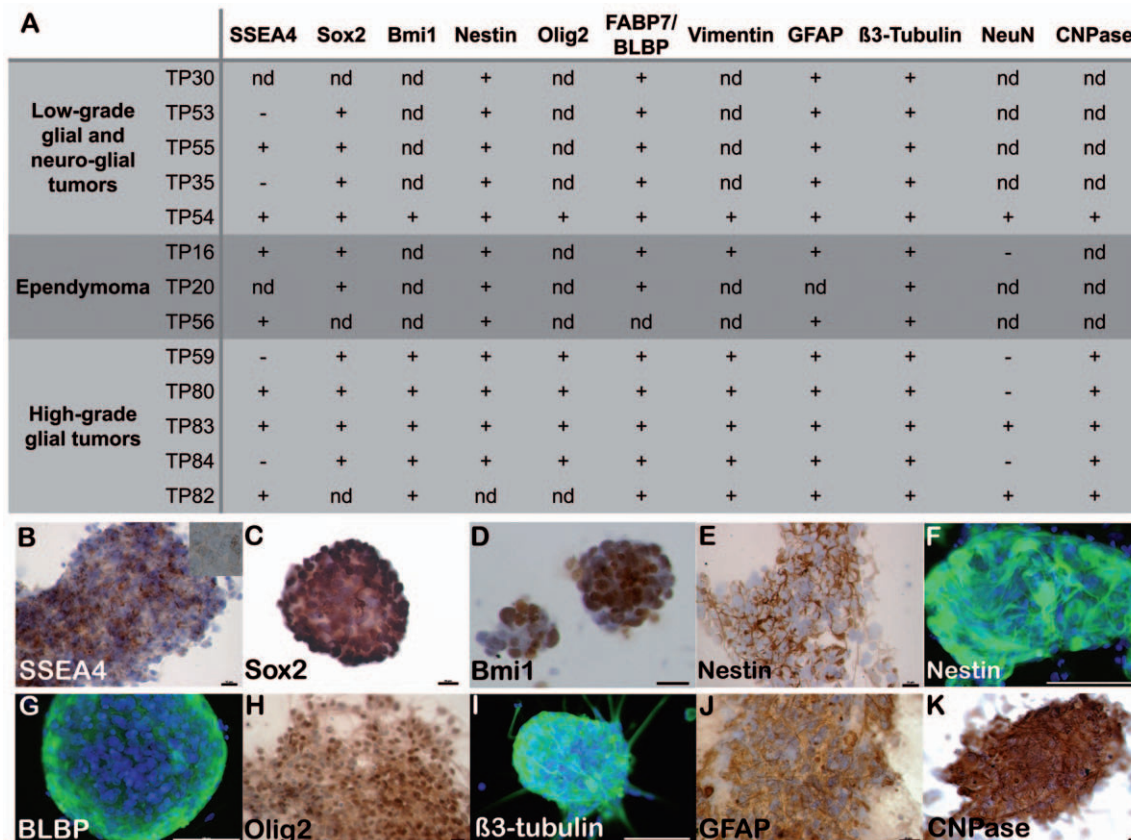 A
SSEA4 Sox2 Bmi1 Nestin Olig2 FABP7/ BLBP Vimentin GFAP ß3-Tubulin NeuN CNPase
Low-grade glial and neuro-glial tumors
TP30 nd nd nd + nd + nd + + nd nd
TP53 - + nd + nd + nd + + nd nd
TP55 + + nd + nd + nd + + nd nd
TP35 - + nd + nd + nd + + nd nd
TP54 + + + + + + + + + + +
Ependymoma
TP16 + + nd + nd + + + + - nd
TP20 nd + nd + nd + nd nd + nd nd
TP56 + nd nd + nd nd nd + + nd nd
High-grade glial tumors
TP59 - + + + + + + + + - +
TP80 + + + + + + + + + - +
TP83 + + + + + + + + + + +
TP84 - + + + + + + + + - +
TP82 + nd + nd nd + + + + + +
B SSEA4
C Sox2
D Bmi1
E Nestin
F Nestin
G BLBP
H Olig2
I ß3-tubulin
J GFAP
K CNPase